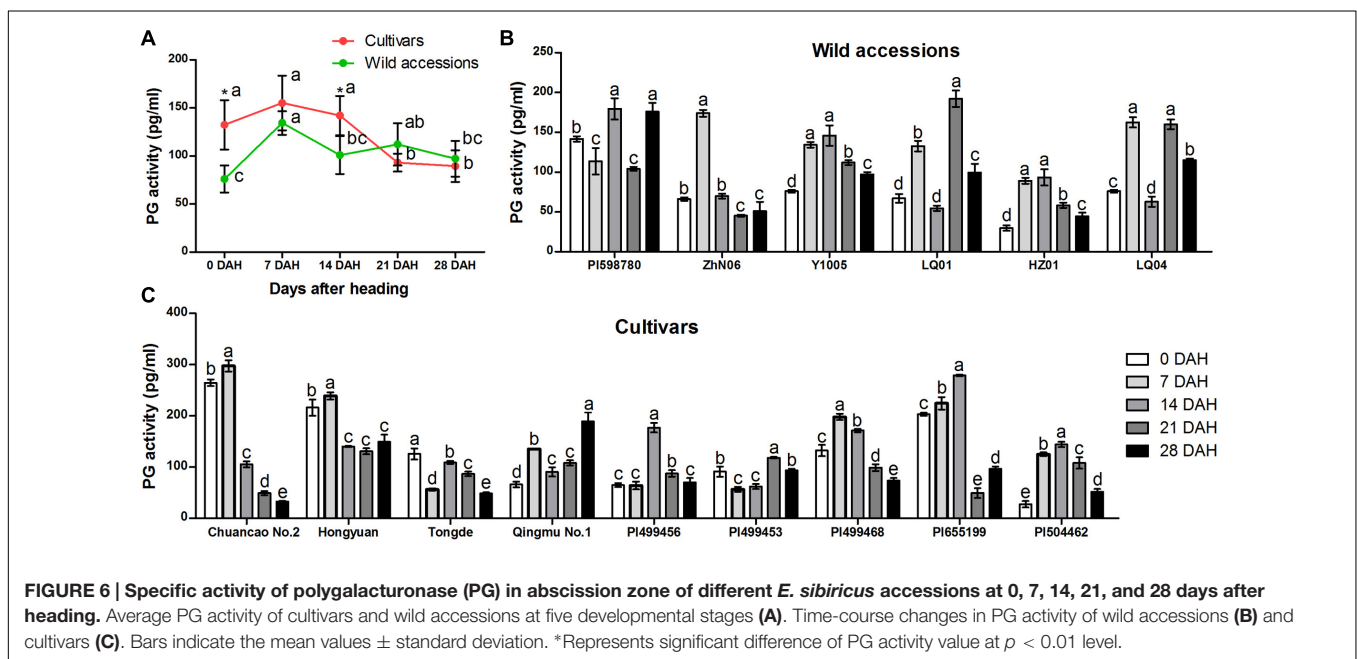 A
Cultivars
Wild accessions
200
150
100
50
0
PG activity (pg/ml)
* a
a
* a
ab
bc
c
a
bc
b
b
0 DAH 7 DAH 14 DAH 21 DAH 28 DAH
Days after heading
B
Wild accessions
250
200
150
100
50
0
PG activity (pg/ml)
b c a c a
b a b c c
d a a b c
d b d a c
d a a b c
c a d a b
PI598780 ZhN06 Y1005 LQ01 HZ01 LQ04
C
Cultivars
400
300
200
100
0
PG activity (pg/ml)
b a c d e
b a c c c
a d b c d
d b c c a
c c a b c
b c c a b
c a b d e
c b a e d
e b a c d
Chuancao No.2 Hongyuan Tongde Qingmu No.1 PI499456 PI499453 PI499468 PI655199 PI504462
0 DAH
7 DAH
14 DAH
21 DAH
28 DAH
FIGURE 6 | Specific activity of polygalacturonase (PG) in abscission zone of different E. sibiricus accessions at 0, 7, 14, 21, and 28 days after
heading. Average PG activity of cultivars and wild accessions at five developmental stages (A). Time-course changes in PG activity of wild accessions (B) and
cultivars (C). Bars indicate the mean values ± standard deviation. *Represents significant difference of PG activity value at p < 0.01 level.